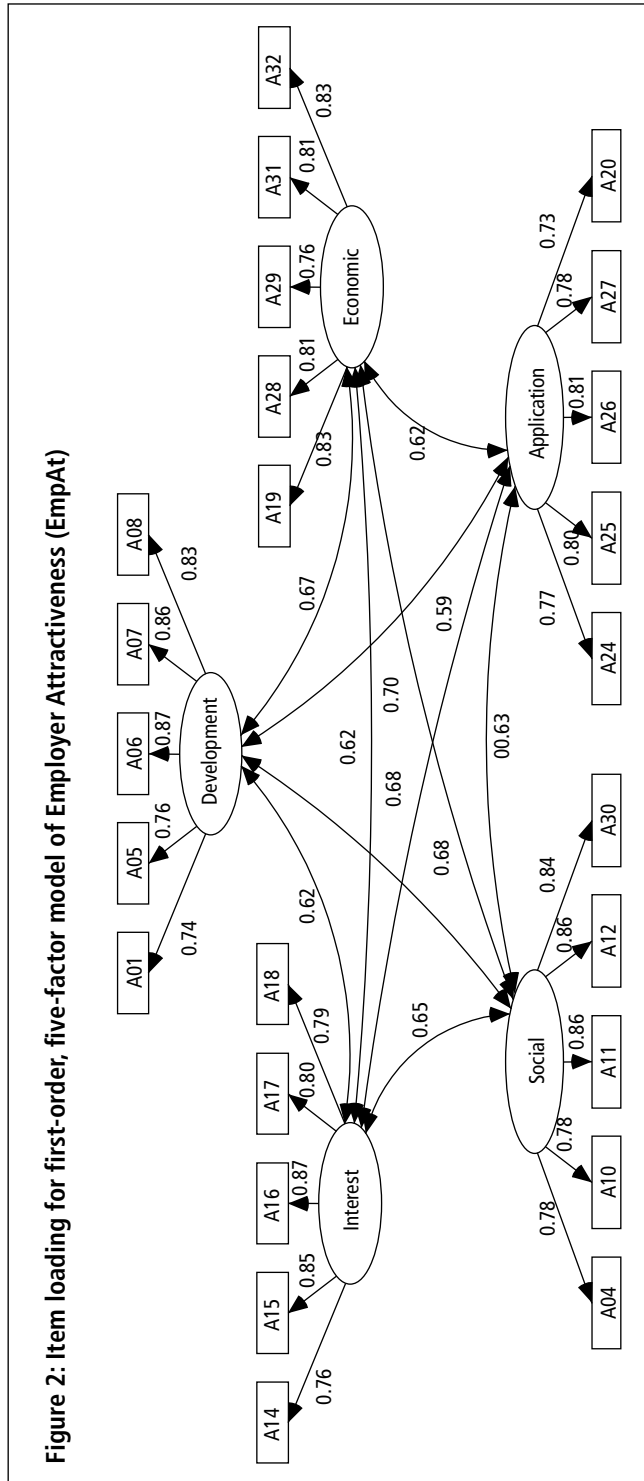 Figure 2: Item loading for first-order, five-factor model of Employer Attractiveness (EmpAt)
A01
A05
A06
A07
A08
0.74
0.76
0.87
0.86
0.83
Development
A14
A15
A16
A17
A18
0.76
0.85
0.87
0.80
0.79
Interest
A19
A28
A29
A31
A32
0.83
0.81
0.76
0.81
0.83
Economic
0.62
0.67
0.62
0.70
0.59
0.68
0.68
0.65
0.62
00.63
Social
0.78
0.78
0.86
0.86
0.84
A04
A10
A11
A12
A30
Application
0.77
0.80
0.81
0.78
0.73
A24
A25
A26
A27
A20